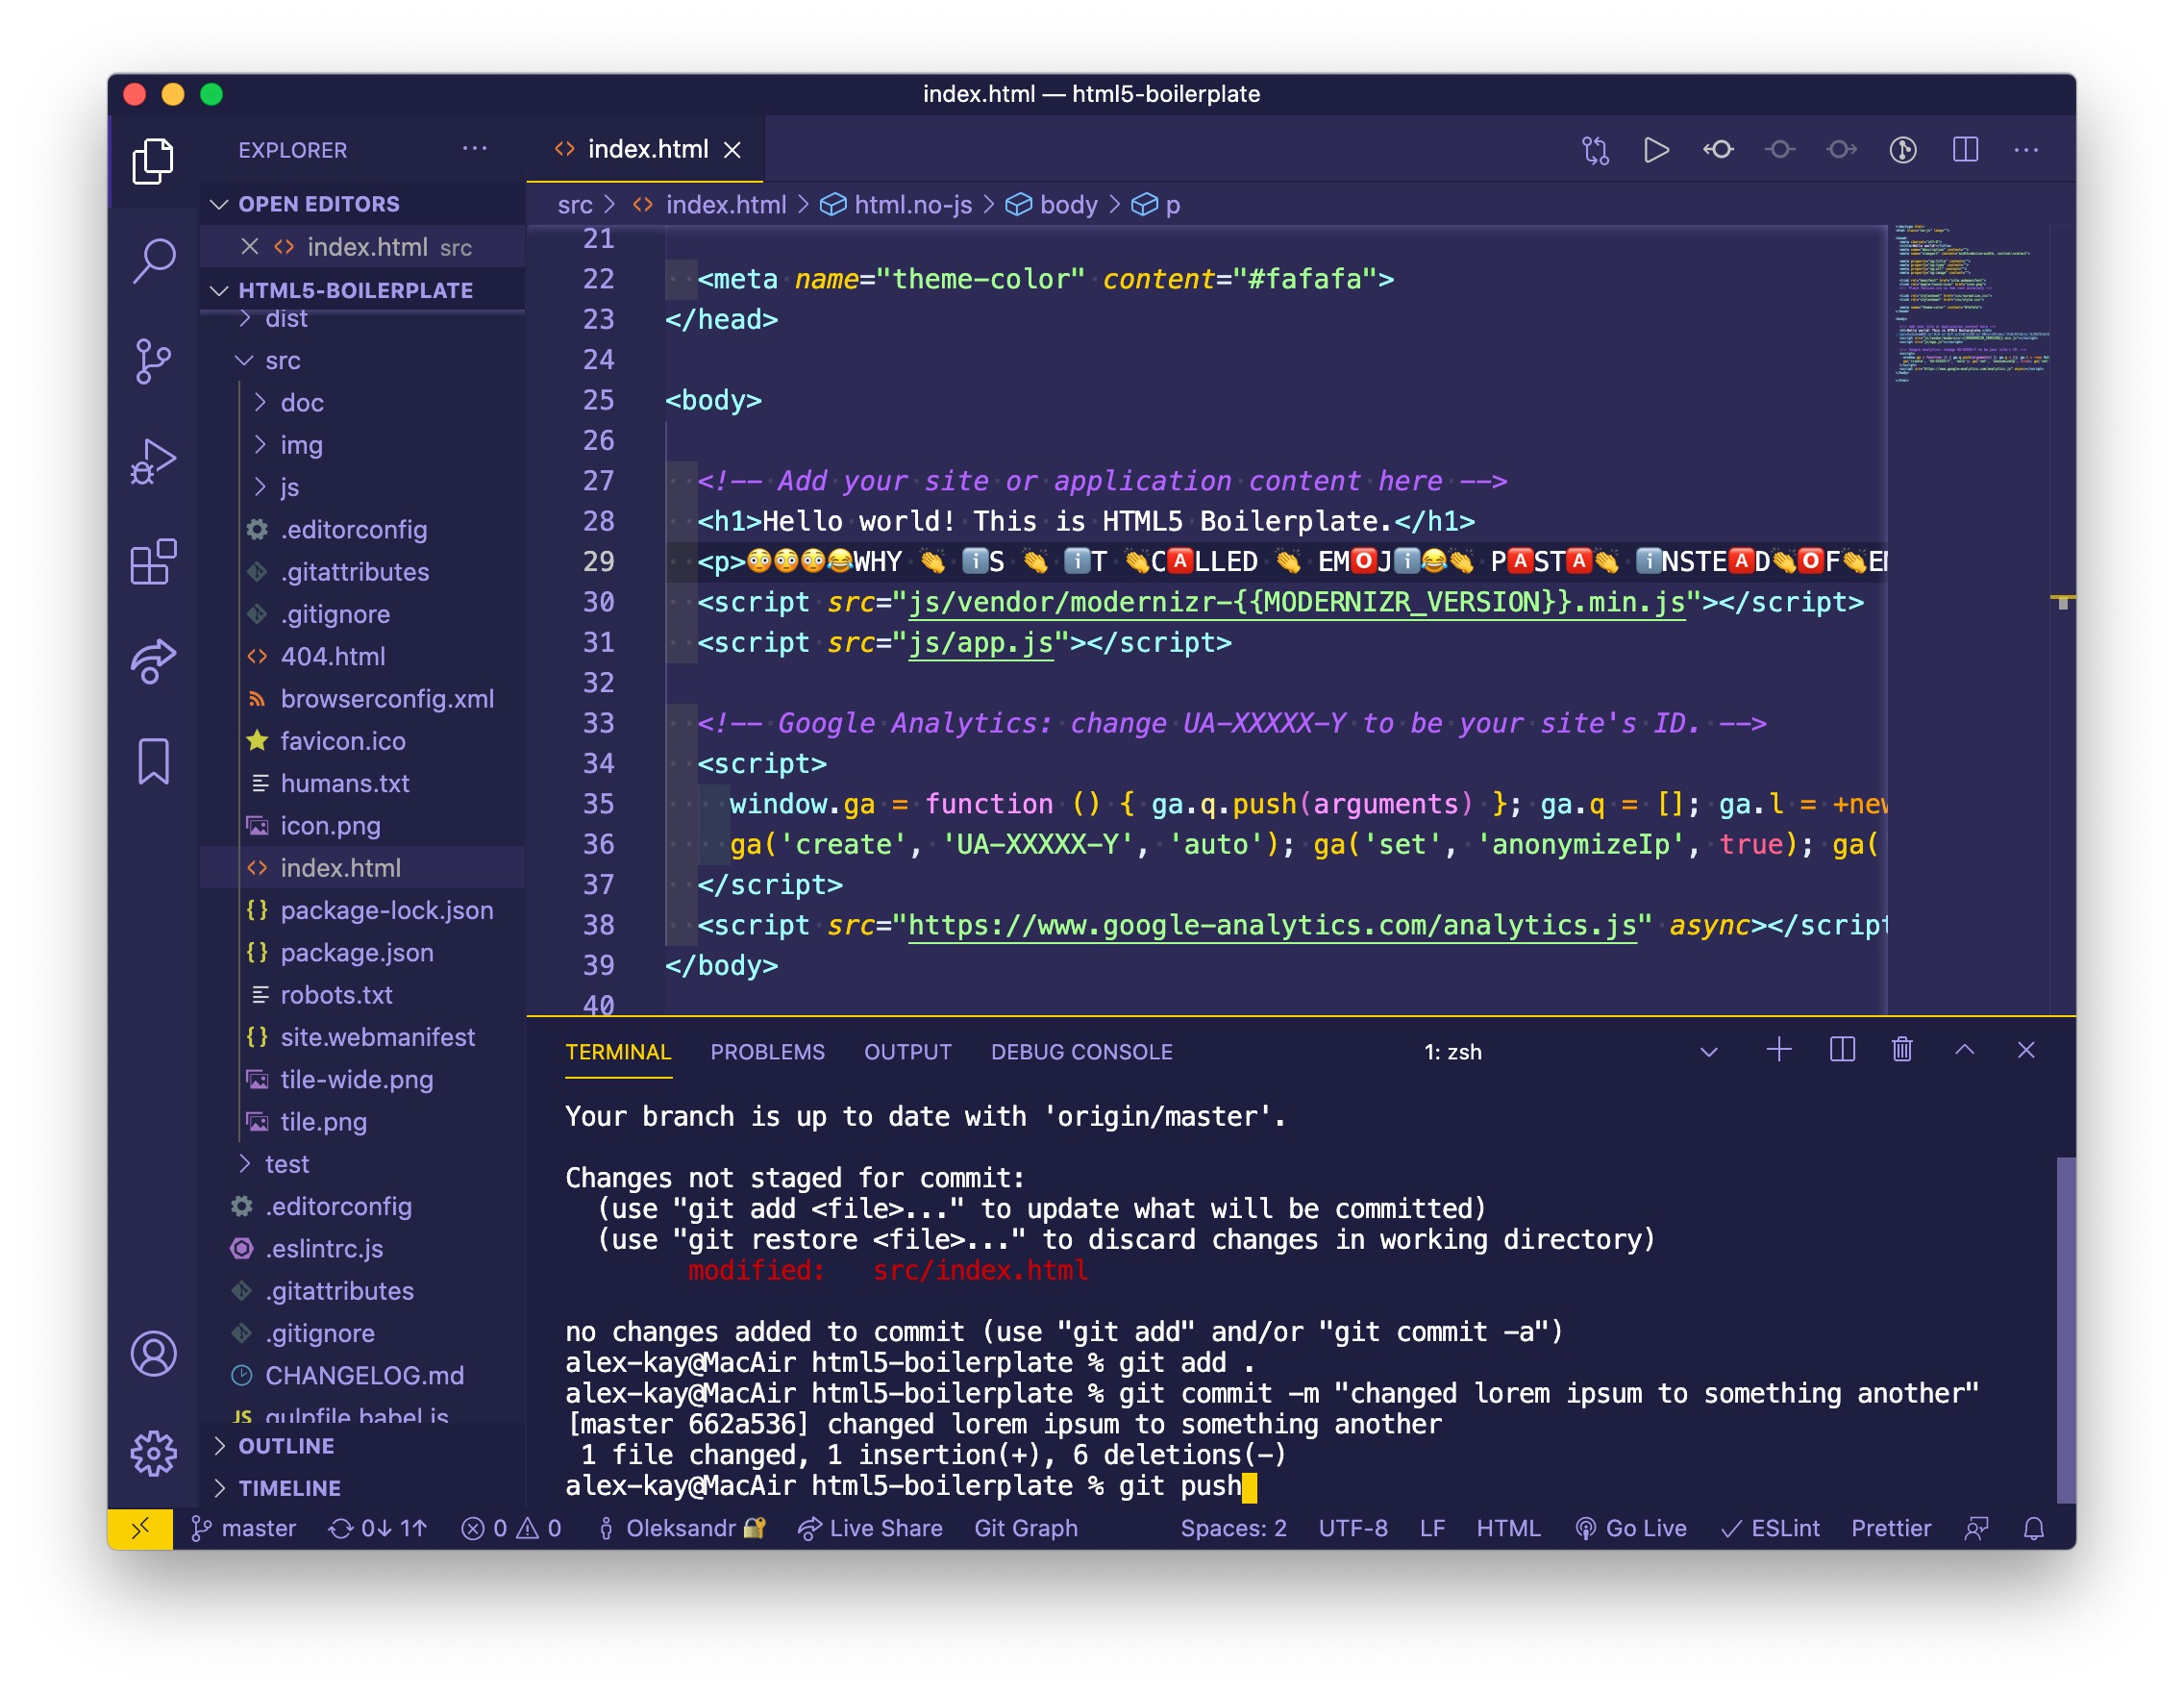 index.html — html5-boilerplate
EXPLORER
OPEN EDITORS
index.html src
HTML5-BOILERPLATE
dist
src
doc
img
js
.editorconfig
.gitattributes
.gitignore
404.html
browserconfig.xml
favicon.ico
humans.txt
icon.png
index.html
package-lock.json
package.json
robots.txt
site.webmanifest
tile-wide.png
tile.png
test
.editorconfig
.eslintrc.js
.gitattributes
.gitignore
CHANGELOG.md
JS gulpfile.babel.js
OUTLINE
TIMELINE
index.html
src > index.html > html.no-js > body > p
21
22 <meta name="theme-color" content="#fafafa">
23 </head>
24
25 <body>
26
27 <!-- Add your site or application content here -->
28 <h1>Hello world! This is HTML5 Boilerplate.</h1>
29 <p>😳😳😳😂WHY 👏 ℹ️S 👏 ℹ️T 👏C🅰️LLED 👏 EM🅾️Jℹ️😂👏 P🅰️ST🅰️👏 ℹ️NSTE🅰️D👏🅾️F👏EM
30 <script src="js/vendor/modernizr-{{MODERNIZR_VERSION}}.min.js"></script>
31 <script src="js/app.js"></script>
32
33 <!-- Google Analytics: change UA-XXXXX-Y to be your site's ID. -->
34 <script>
35 window.ga = function () { ga.q.push(arguments) }; ga.q = []; ga.l = +new
36 ga('create', 'UA-XXXXX-Y', 'auto'); ga('set', 'anonymizeIp', true); ga(
37 </script>
38 <script src="https://www.google-analytics.com/analytics.js" async></script
39 </body>
40
TERMINAL PROBLEMS OUTPUT DEBUG CONSOLE 1: zsh
Your branch is up to date with 'origin/master'.
Changes not staged for commit:
(use "git add <file>..." to update what will be committed)
(use "git restore <file>..." to discard changes in working directory)
modified: src/index.html
no changes added to commit (use "git add" and/or "git commit -a")
alex-kay@MacAir html5-boilerplate % git add .
alex-kay@MacAir html5-boilerplate % git commit -m "changed lorem ipsum to something another"
[master 662a536] changed lorem ipsum to something another
1 file changed, 1 insertion(+), 6 deletions(-)
alex-kay@MacAir html5-boilerplate % git push
master 0↓ 1↑ 0 0 Oleksandr 🔐 Live Share Git Graph Spaces: 2 UTF-8 LF HTML Go Live ESLint Prettier